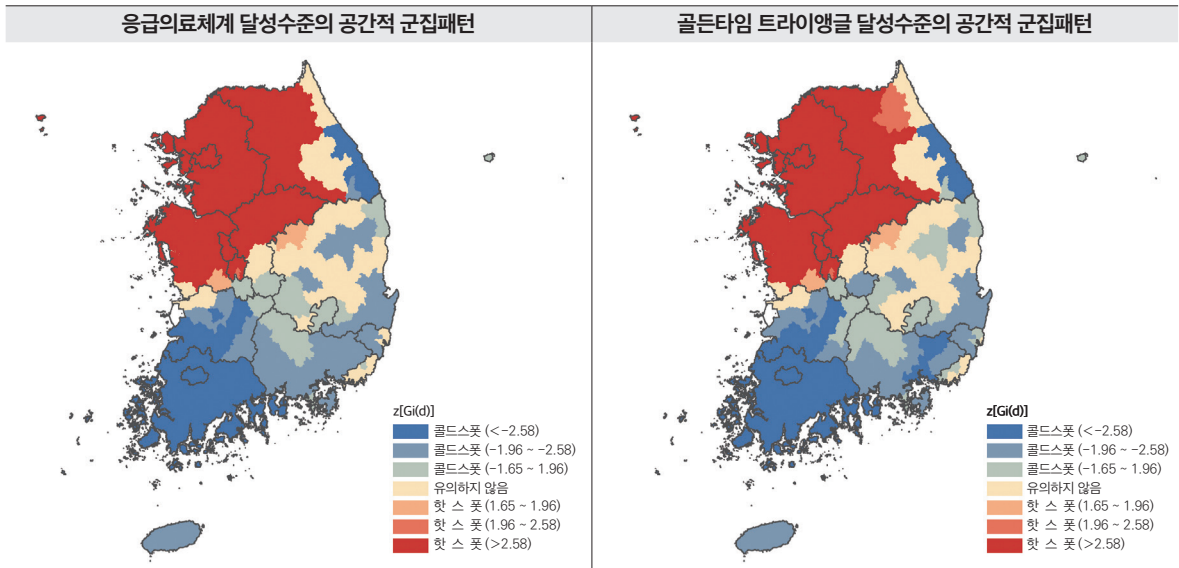 응급의료체계 달성수준의 공간적 군집패턴
골든타임 트라이앵글 달성수준의 공간적 군집패턴
z[Gi(d)]
콜드스폿 (<-2.58)
콜드스폿 (-1.96 ~ -2.58)
콜드스폿 (-1.65 ~ 1.96)
유의하지 않음
핫 스 폿 (1.65 ~ 1.96)
핫 스 폿 (1.96 ~ 2.58)
핫 스 폿 (>2.58)
z[Gi(d)]
콜드스폿 (<-2.58)
콜드스폿 (-1.96 ~ -2.58)
콜드스폿 (-1.65 ~ 1.96)
유의하지 않음
핫 스 폿 (1.65 ~ 1.96)
핫 스 폿 (1.96 ~ 2.58)
핫 스 폿 (>2.58)